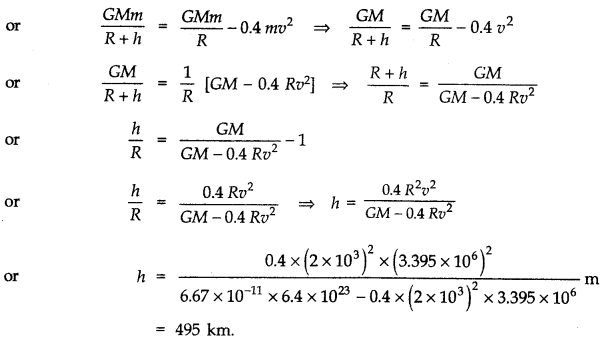 or GMm/(R + h) = GMm/R − 0.4 mv² ⇒ GM/(R + h) = GM/R − 0.4 v²
or GM/(R + h) = 1/R [GM − 0.4 Rv²] ⇒ (R + h)/R = GM/(GM − 0.4 Rv²)
or h/R = GM/(GM − 0.4 Rv²) − 1
or h/R = 0.4 Rv²/(GM − 0.4 Rv²) ⇒ h = 0.4 R²v²/(GM − 0.4 Rv²)
or h = 0.4 × (2 × 10³)² × (3.395 × 10⁶)² / (6.67 × 10⁻¹¹ × 6.4 × 10²³ − 0.4 × (2 × 10³)² × 3.395 × 10⁶) m
= 495 km.